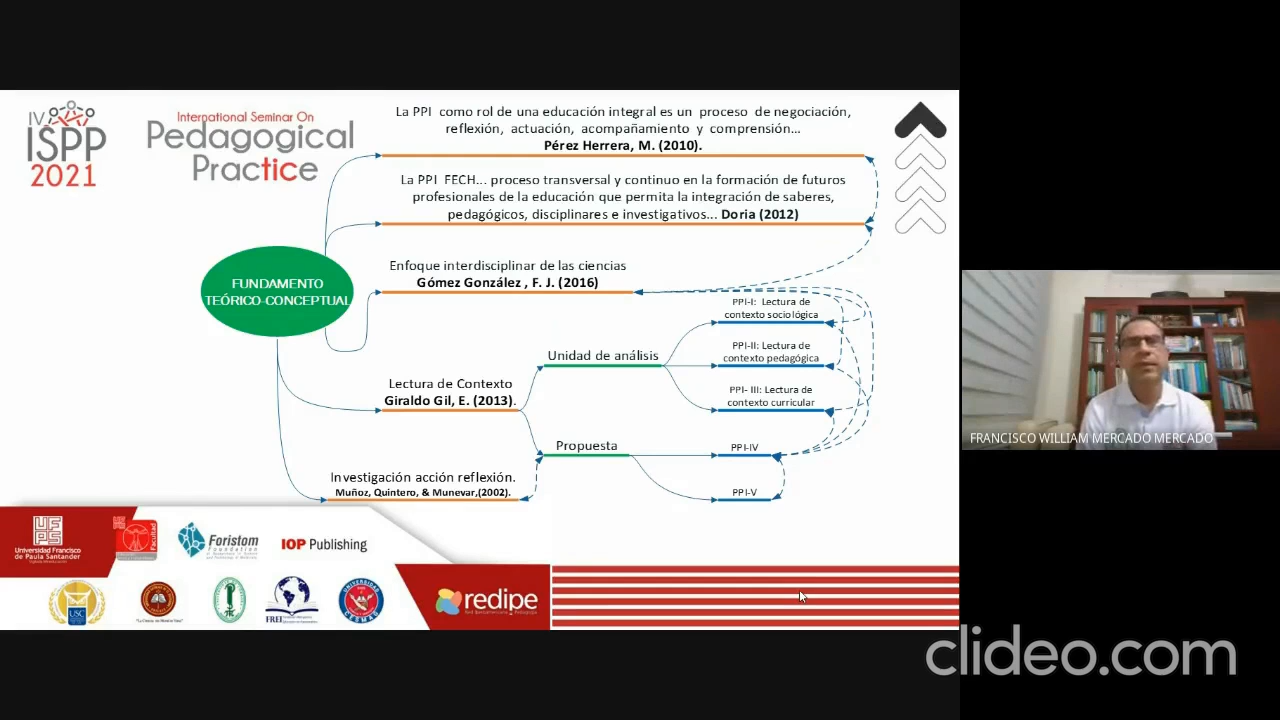 IV
ISPP
2021
International Seminar On
Pedagogical
Practice
La PPI como rol de una educación integral es un proceso de negociación,
reflexión, actuación, acompañamiento y comprensión...
Pérez Herrera, M. (2010).
La PPI FECH... proceso transversal y continuo en la formación de futuros
profesionales de la educación que permita la integración de saberes,
pedagógicos, disciplinares e investigativos... Doria (2012)
FUNDAMENTO
TEÓRICO-CONCEPTUAL
Enfoque interdisciplinar de las ciencias
Gómez González , F. J. (2016)
PPI-I: Lectura de
contexto sociológica
Unidad de análisis
PPI-II: Lectura de
contexto pedagógica
Lectura de Contexto
Giraldo Gil, E. (2013).
PPI- III: Lectura de
contexto curricular
Propuesta
PPI-IV
Investigación acción reflexión.
Muñoz, Quintero, & Munevar,(2002).
PPI-V
FRANCISCO WILLIAM MERCADO MERCADO
UFPS
Universidad Francisco
de Paula Santander
Facultad
Foristom
Foundation
IOP Publishing
USC
FREI
UNIVERSIDAD
CESMAG
redipe
clideo.com